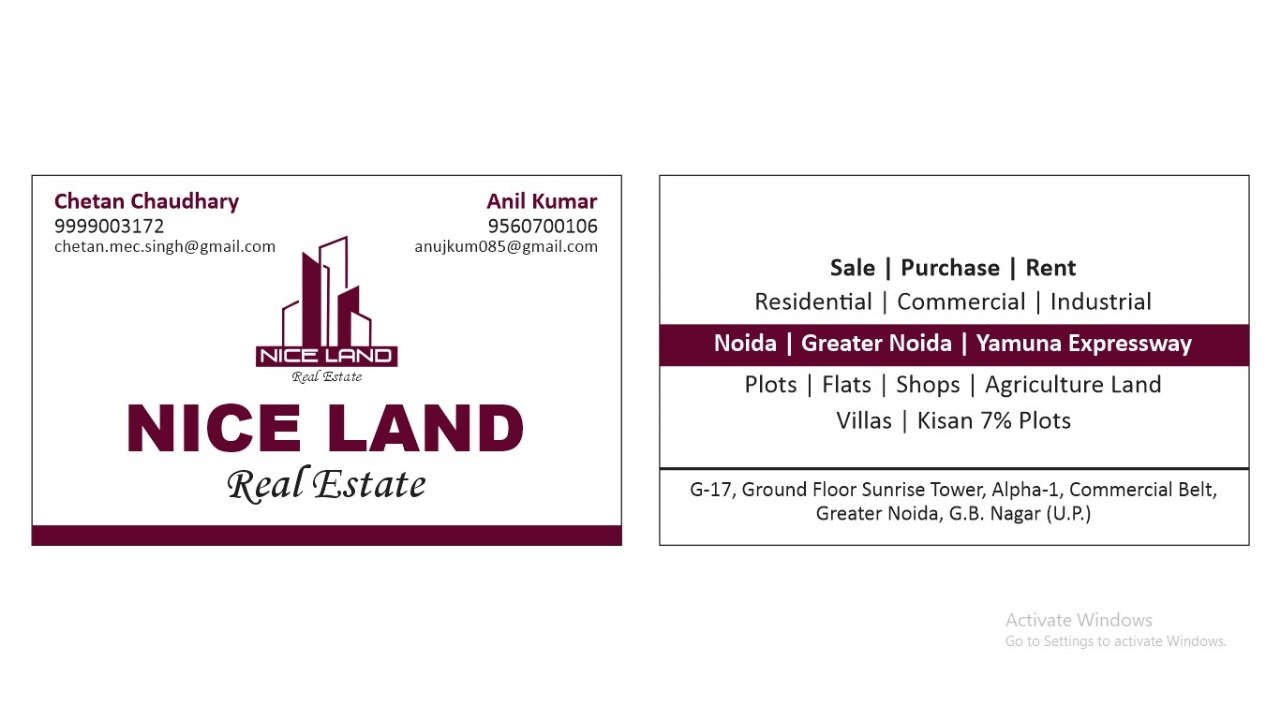 Chetan Chaudhary
9999003172
chetan.mec.singh@gmail.com
Anil Kumar
9560700106
anujkum085@gmail.com
NICE LAND
Real Estate
NICE LAND
Real Estate
Sale | Purchase | Rent
Residential | Commercial | Industrial
Noida | Greater Noida | Yamuna Expressway
Plots | Flats | Shops | Agriculture Land
Villas | Kisan 7% Plots
G-17, Ground Floor Sunrise Tower, Alpha-1, Commercial Belt,
Greater Noida, G.B. Nagar (U.P.)
Activate Windows
Go to Settings to activate Windows.